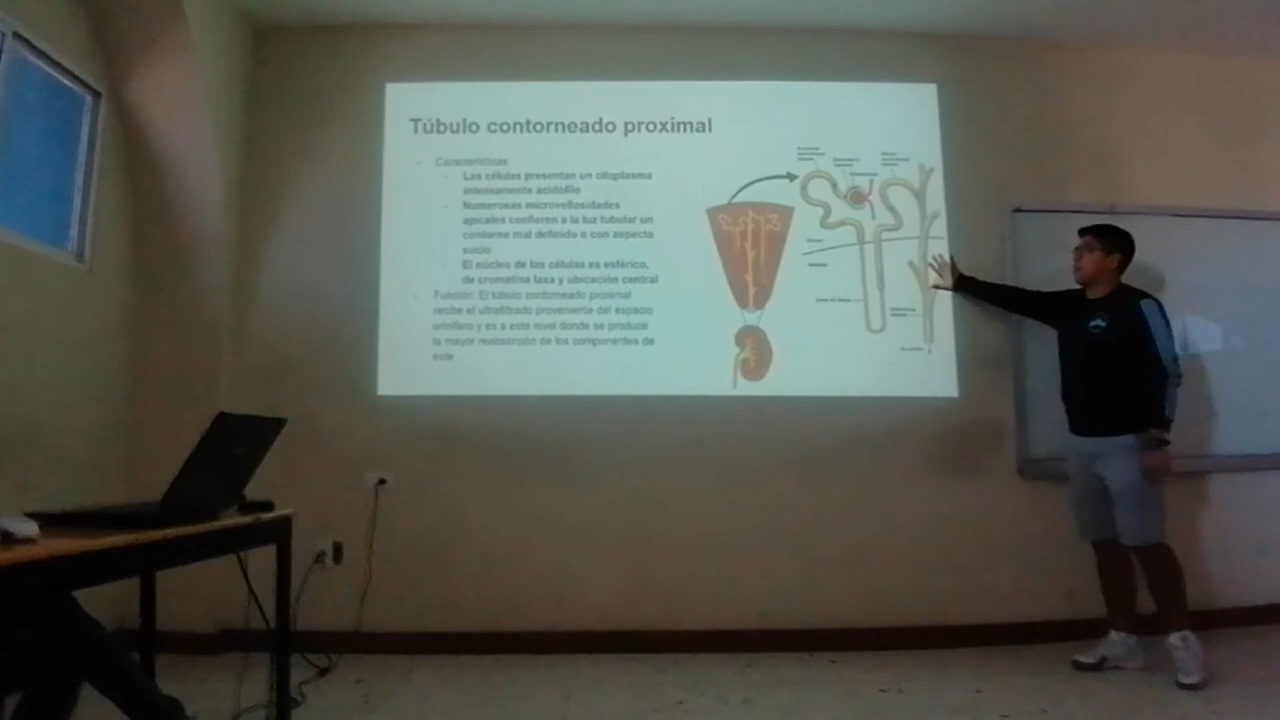 Túbulo contorneado proximal
Características
Las células presentan un citoplasma
intensamente acidófilo
Numerosas microvellosidades
apicales confieren a la luz tubular un
contorno mal definido o con aspecto
sucio
El núcleo de las células es esférico,
de cromatina laxa y ubicación central
Función: El túbulo contorneado proximal
recibe el ultrafiltrado proveniente del espacio
urinífero y es a este nivel donde se produce
la mayor reabsorción de los componentes de
éste